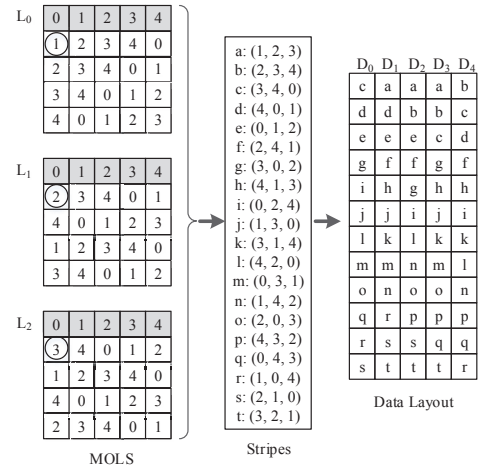 L0
0 1 2 3 4
1 2 3 4 0
2 3 4 0 1
3 4 0 1 2
4 0 1 2 3
L1
0 1 2 3 4
2 3 4 0 1
4 0 1 2 3
1 2 3 4 0
3 4 0 1 2
L2
0 1 2 3 4
3 4 0 1 2
1 2 3 4 0
4 0 1 2 3
2 3 4 0 1
MOLS
a: (1, 2, 3)
b: (2, 3, 4)
c: (3, 4, 0)
d: (4, 0, 1)
e: (0, 1, 2)
f: (2, 4, 1)
g: (3, 0, 2)
h: (4, 1, 3)
i: (0, 2, 4)
j: (1, 3, 0)
k: (3, 1, 4)
l: (4, 2, 0)
m: (0, 3, 1)
n: (1, 4, 2)
o: (2, 0, 3)
p: (4, 3, 2)
q: (0, 4, 3)
r: (1, 0, 4)
s: (2, 1, 0)
t: (3, 2, 1)
Stripes
D0 D1 D2 D3 D4
c a a a b
d d b b c
e e e c d
g f f g f
i h g h h
j j i j i
l k l k k
m m n m l
o n o o n
q r p p p
r s s q q
s t t t r
Data Layout